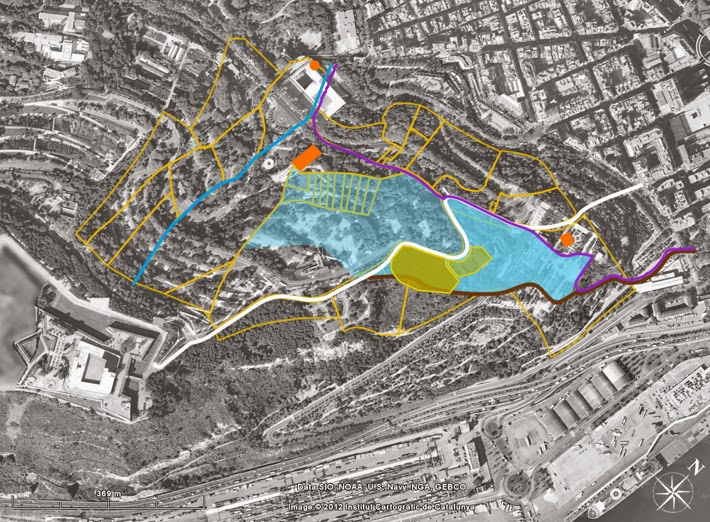 N
369 m
Data SIO, NOAA, U.S. Navy, NGA, GEBCO
Image © 2012 Institut Cartogràfic de Catalunya